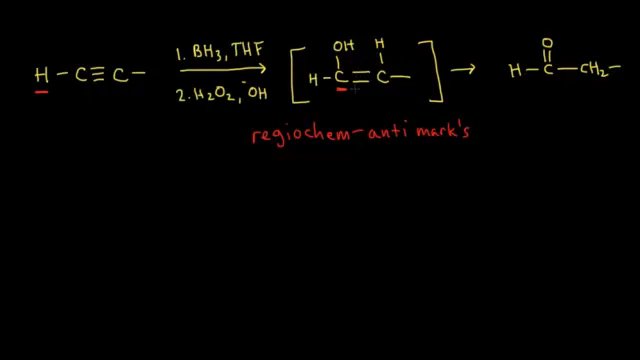 H - C ≡ C -
1. BH3, THF
2. H2O2, -OH
[ H - C = C - ]
OH H
→
H - C - CH2 -
O
regiochem - anti mark's